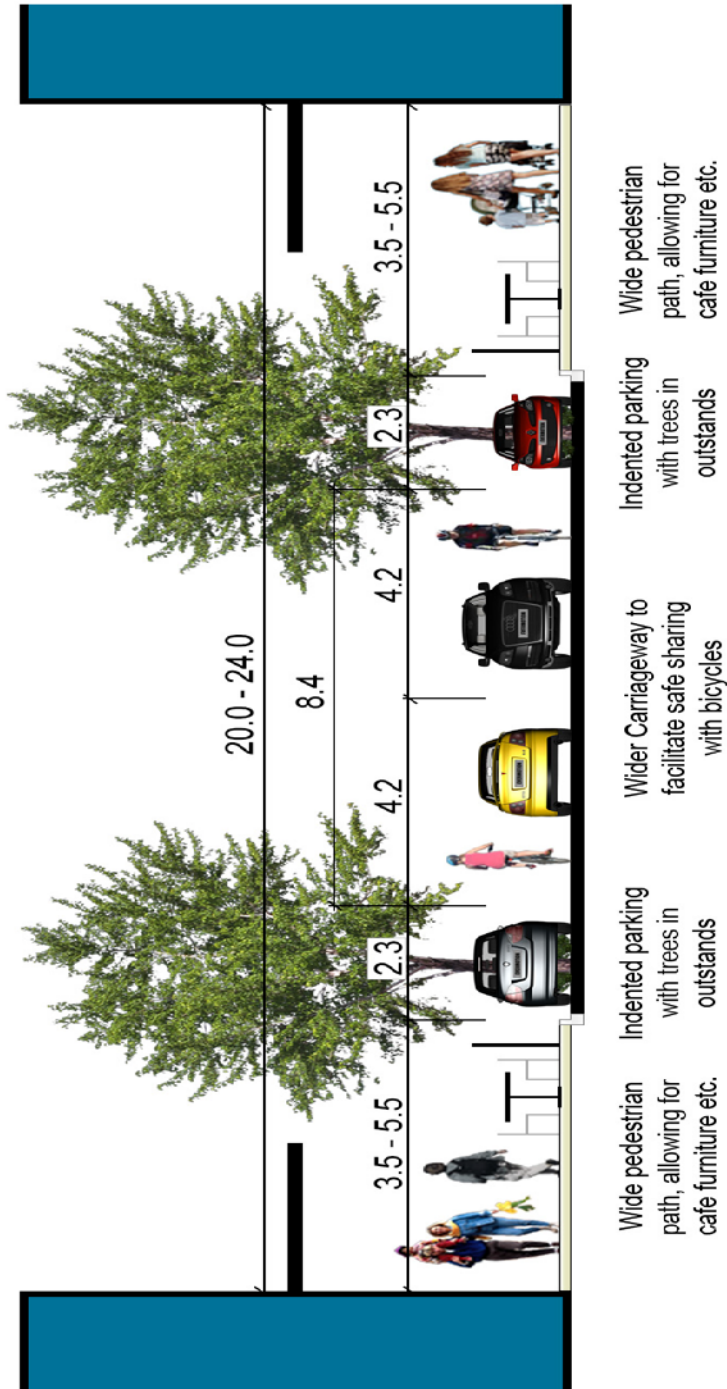 20.0 - 24.0
8.4
3.5 - 5.5
2.3
4.2
4.2
2.3
3.5 - 5.5
Wide pedestrian
path, allowing for
cafe furniture etc.
Indented parking
with trees in
outstands
Wider Carriageway to
facilitate safe sharing
with bicycles
Indented parking
with trees in
outstands
Wide pedestrian
path, allowing for
cafe furniture etc.